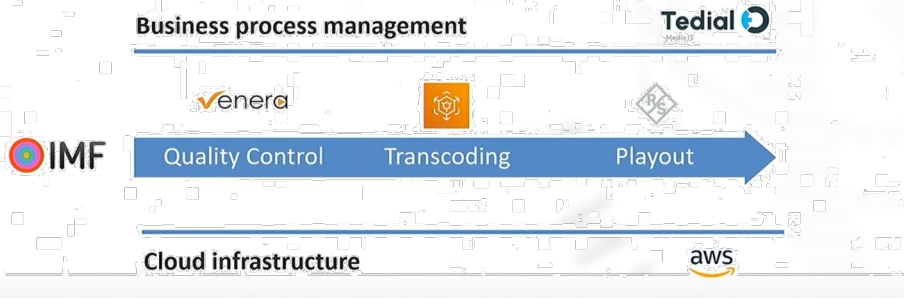 Business process management
Tedial
Media IT
venera
R S
IMF
Quality Control
Transcoding
Playout
Cloud infrastructure
aws